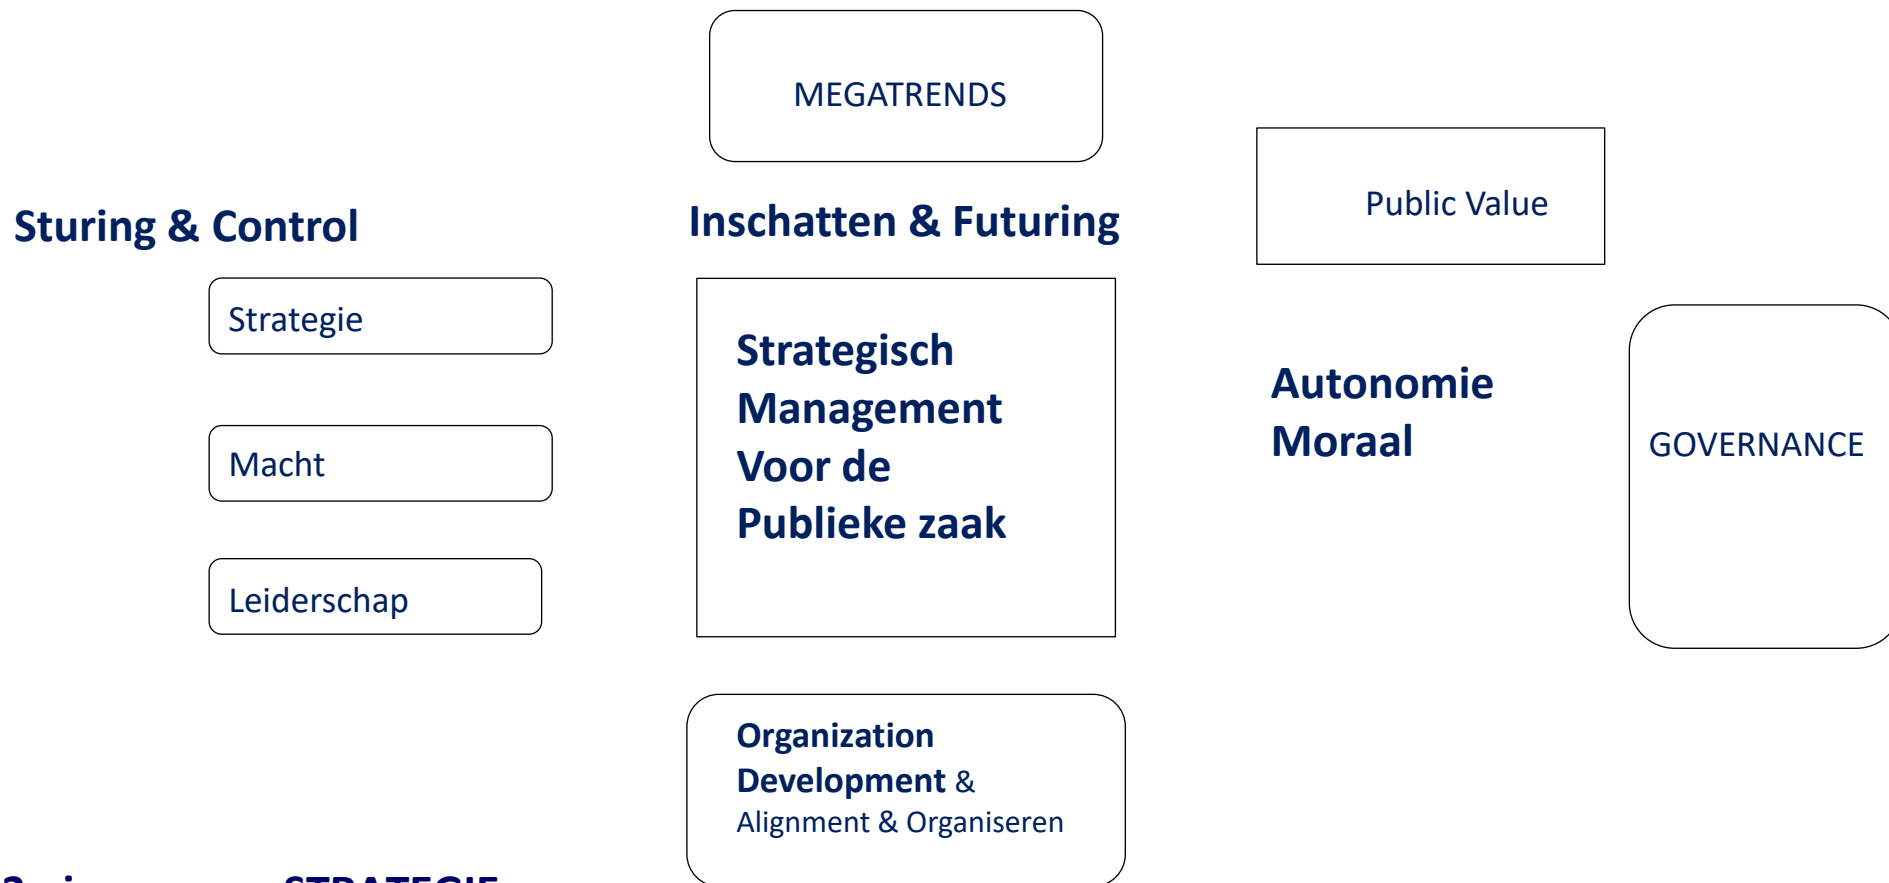 MEGATRENDS
Public Value
Sturing & Control
Inschatten & Futuring
Strategie
Strategisch
Management
Voor de
Publieke zaak
Autonomie
Moraal
GOVERNANCE
Macht
Leiderschap
Organization
Development &
Alignment & Organiseren
STRATEGIE